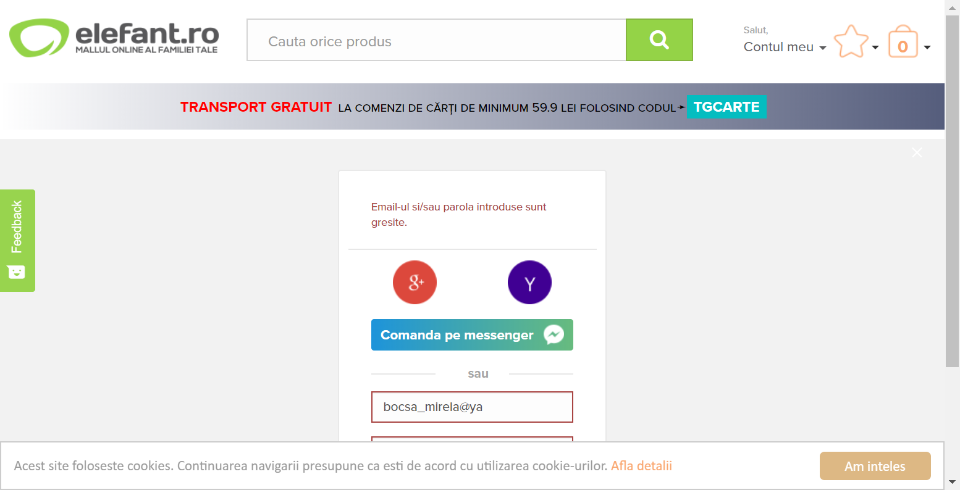 elefant.ro
MALLUL ONLINE AL FAMILIEI TALE
Cauta orice produs
Salut,
Contul meu
0
TRANSPORT GRATUIT LA COMENZI DE CĂRȚI DE MINIMUM 59.9 LEI FOLOSIND CODUL TGCARTE
Feedback
Email-ul si/sau parola introduse sunt
gresite.
g+ Y
Comanda pe messenger
sau
bocsa_mirela@ya
Acest site foloseste cookies. Continuarea navigarii presupune ca esti de acord cu utilizarea cookie-urilor. Afla detalii
Am inteles